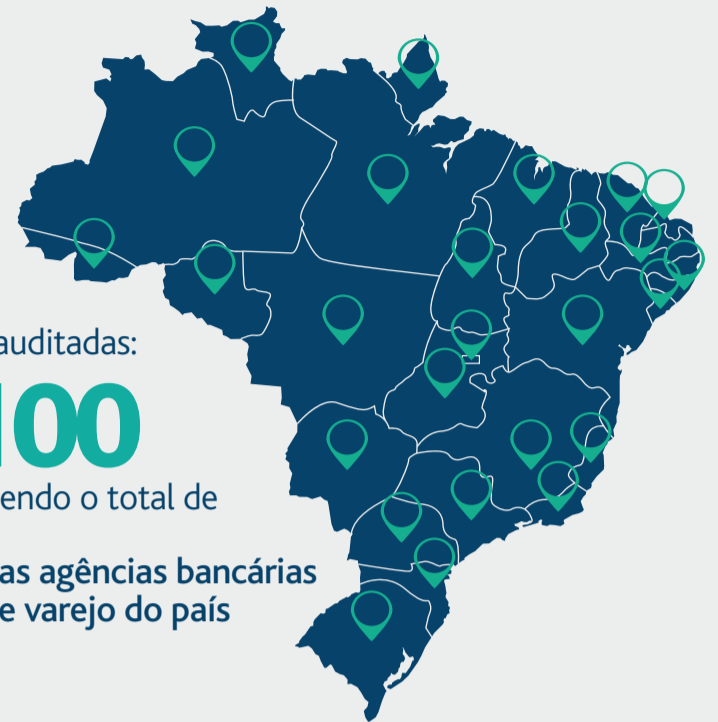 auditadas:
100
endo o total de
as agências bancárias
e varejo do país